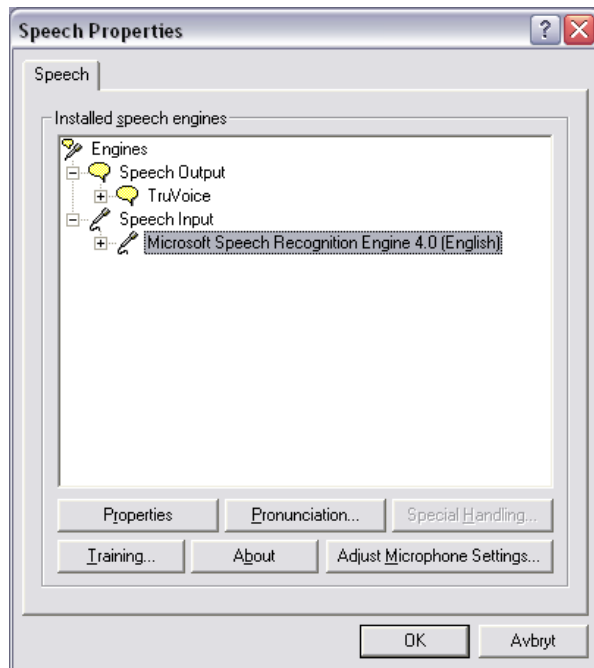 Speech Properties
Speech
Installed speech engines
Engines
Speech Output
TruVoice
Speech Input
Microsoft Speech Recognition Engine 4.0 (English)
Properties Pronunciation... Special Handling...
Training... About Adjust Microphone Settings...
OK Avbryt